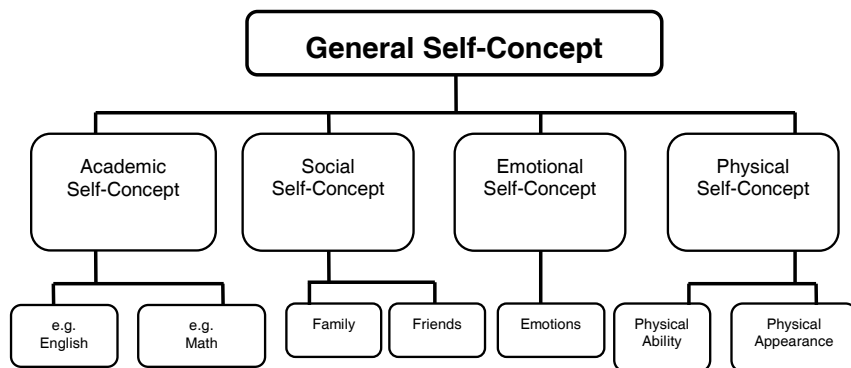 General Self-Concept
Academic
Self-Concept
Social
Self-Concept
Emotional
Self-Concept
Physical
Self-Concept
e.g.
English
e.g.
Math
Family
Friends
Emotions
Physical
Ability
Physical
Appearance